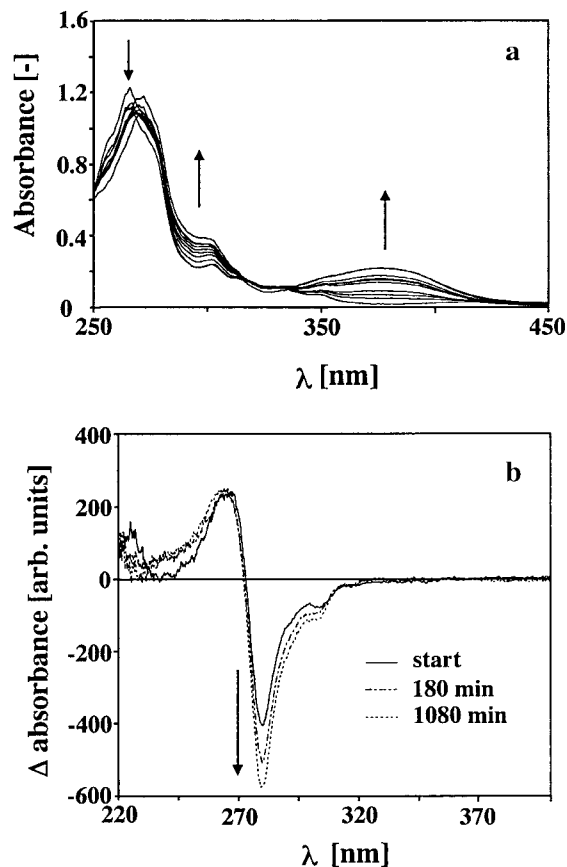 a
1.6
1.2
0.8
0.4
0
Absorbance [-]
250
350
450
λ [nm]
b
400
200
0
-200
-400
-600
Δ absorbance [arb. units]
start
180 min
1080 min
220
270
320
370
λ [nm]